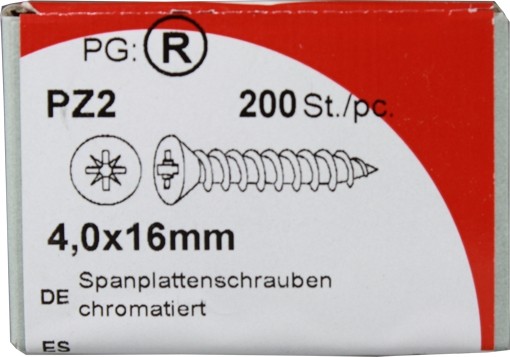 PG: R
PZ2 200 St./pc.
4,0x16mm
DE Spanplattenschrauben
chromatiert
ES